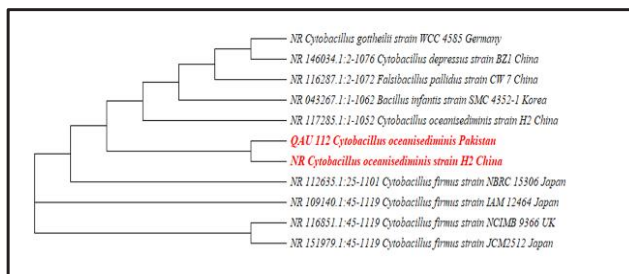 NR Cytobacillus gottheilii strain WCC 4585 Germany
NR 146034.1:2-1076 Cytobacillus depressus strain BZ1 China
NR 116287.1:2-1072 Falsibacillus pallidus strain CW 7 China
NR 043267.1:1-1062 Bacillus infantis strain SMC 4352-1 Korea
NR 117285.1:1-1052 Cytobacillus oceanisediminis strain H2 China
QAU 112 Cytobacillus oceanisediminis Pakistan
NR Cytobacillus oceanisediminis strain H2 China
NR 112635.1:25-1101 Cytobacillus firmus strain NBRC 15306 Japan
NR 109140.1:45-1119 Cytobacillus firmus strain IAM 12464 Japan
NR 116851.1:45-1119 Cytobacillus firmus strain NCIMB 9366 UK
NR 151979.1:45-1119 Cytobacillus firmus strain JCM2512 Japan